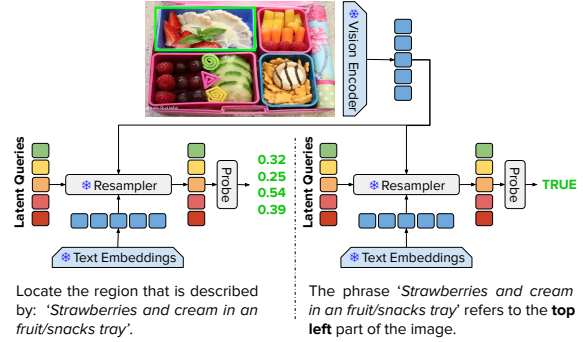 Vision Encoder
Latent Queries
Resampler
Probe
0.32
0.25
0.54
0.39
Text Embeddings
Locate the region that is described
by: ‘Strawberries and cream in an
fruit/snacks tray’.
Latent Queries
Resampler
Probe
TRUE
Text Embeddings
The phrase ‘Strawberries and cream
in an fruit/snacks tray’ refers to the top
left part of the image.